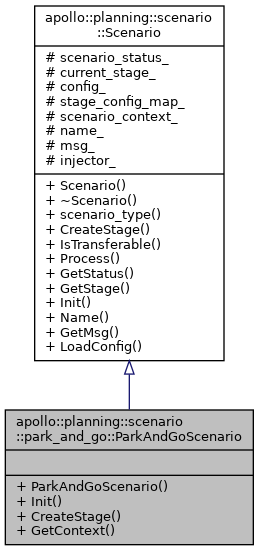 apollo::planning::scenario
::Scenario
# scenario_status_
# current_stage_
# config_
# stage_config_map_
# scenario_context_
# name_
# msg_
# injector_
+ Scenario()
+ ~Scenario()
+ scenario_type()
+ CreateStage()
+ IsTransferable()
+ Process()
+ GetStatus()
+ GetStage()
+ Init()
+ Name()
+ GetMsg()
+ LoadConfig()
apollo::planning::scenario
::park_and_go::ParkAndGoScenario
+ ParkAndGoScenario()
+ Init()
+ CreateStage()
+ GetContext()